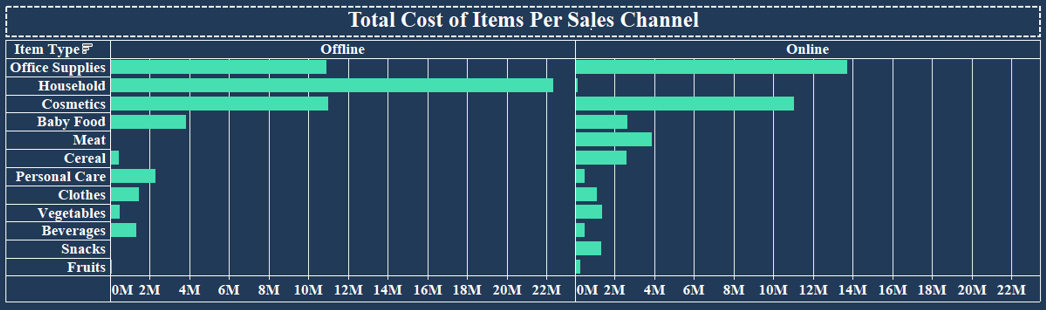 Total Cost of Items Per Sales Channel
Item Type Offline Online
Office Supplies
Household
Cosmetics
Baby Food
Meat
Cereal
Personal Care
Clothes
Vegetables
Beverages
Snacks
Fruits
0M 2M 4M 6M 8M 10M 12M 14M 16M 18M 20M 22M 0M 2M 4M 6M 8M 10M 12M 14M 16M 18M 20M 22M